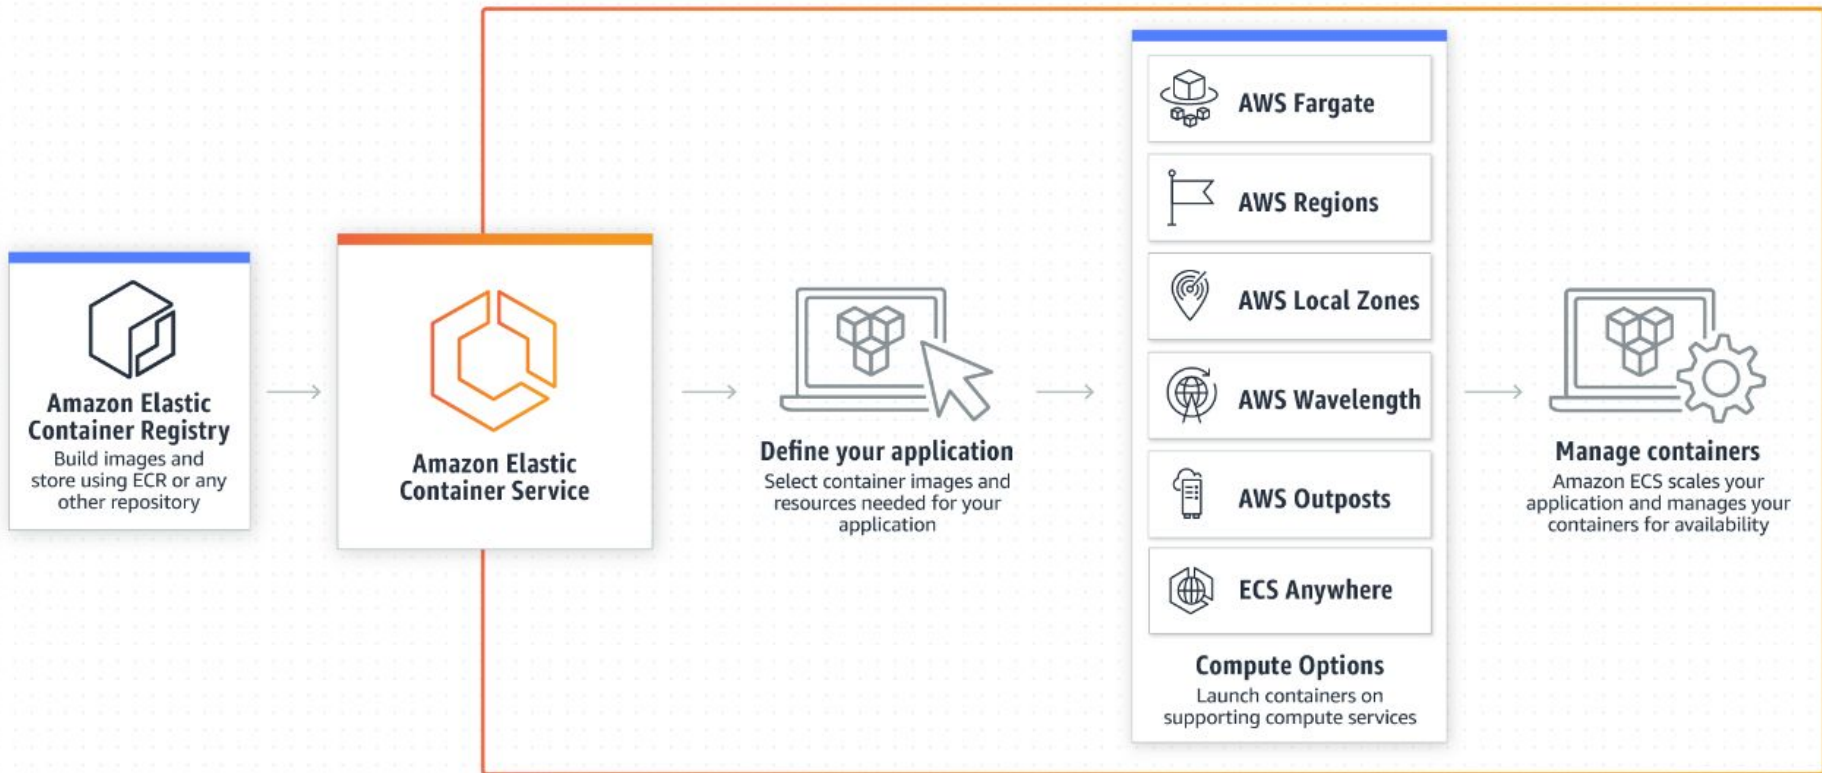 Amazon Elastic
Container Registry
Build images and
store using ECR or any
other repository
Amazon Elastic
Container Service
Define your application
Select container images and
resources needed for your
application
AWS Fargate
AWS Regions
AWS Local Zones
AWS Wavelength
AWS Outposts
ECS Anywhere
Compute Options
Launch containers on
supporting compute services
Manage containers
Amazon ECS scales your
application and manages your
containers for availability